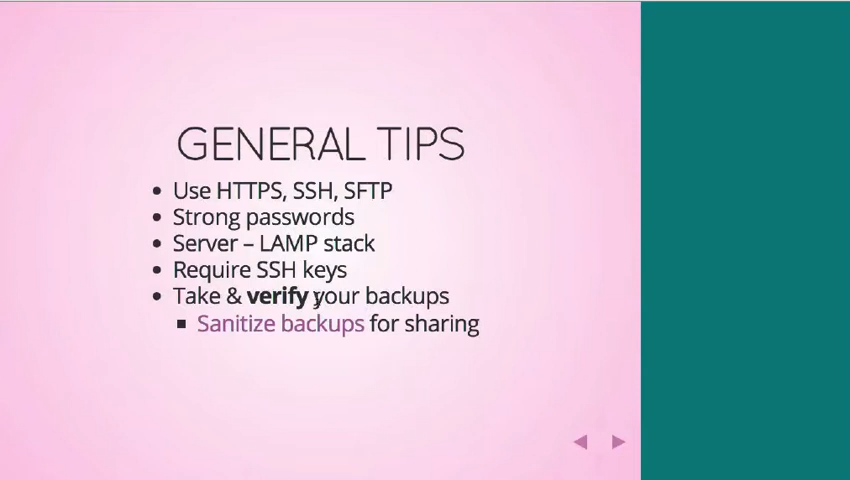 GENERAL TIPS
Use HTTPS, SSH, SFTP
Strong passwords
Server – LAMP stack
Require SSH keys
Take & verify your backups
Sanitize backups for sharing